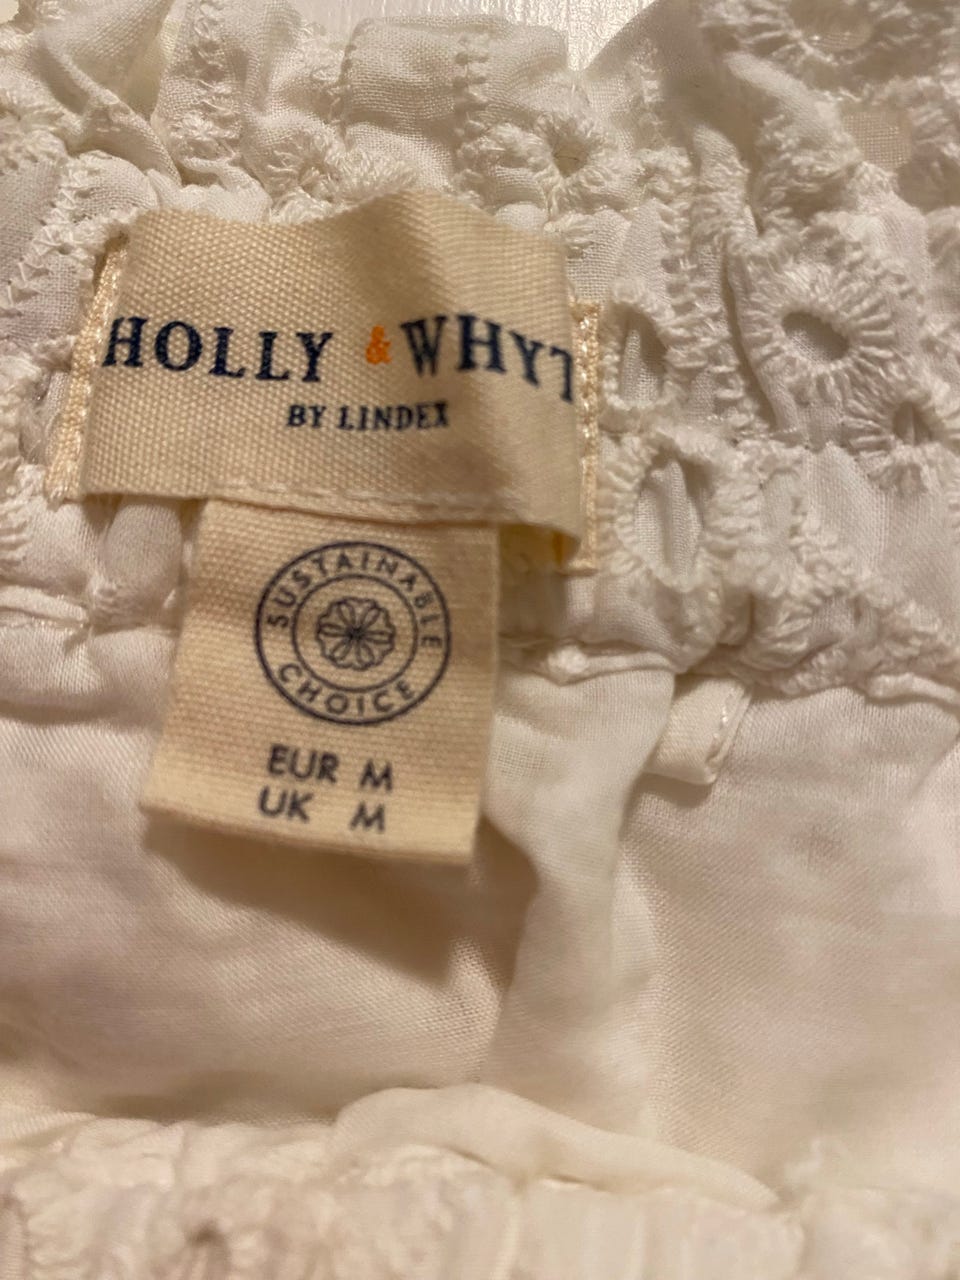 HOLLY & WHYT
BY LINDEX
SUSTAINABLE
CHOICE
EUR M
UK M